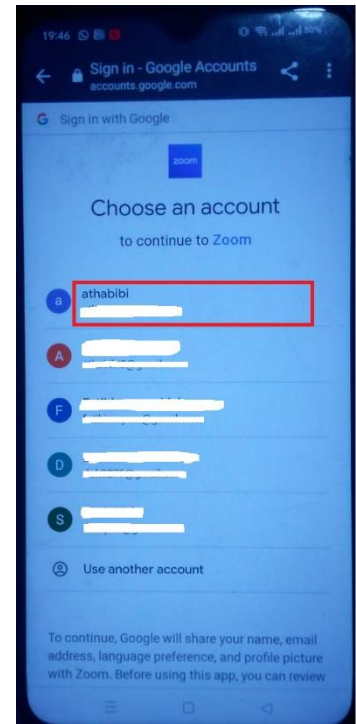 19:46
Sign in - Google Accounts
accounts.google.com
G Sign in with Google
zoom
Choose an account
to continue to Zoom
a athabibi
A
F
D
S
Use another account
To continue, Google will share your name, email
address, language preference, and profile picture
with Zoom. Before using this app, you can review